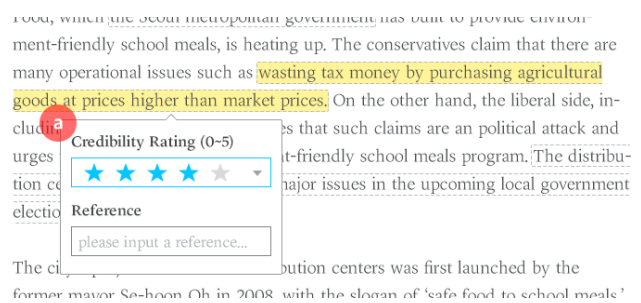 Food, which the Seoul metropolitan government has built to provide environ-
ment-friendly school meals, is heating up. The conservatives claim that there are
many operational issues such as wasting tax money by purchasing agricultural
goods at prices higher than market prices. On the other hand, the liberal side, in-
a
es that such claims are an political attack and
urges t-friendly school meals program. The distribu-
tion ajor issues in the upcoming local government
Credibility Rating (0~5)
Reference
please input a reference...
The bution centers was first launched by the
former mayor Se-hoon Oh in 2008, with the slogan of ‘safe food to school meals.’